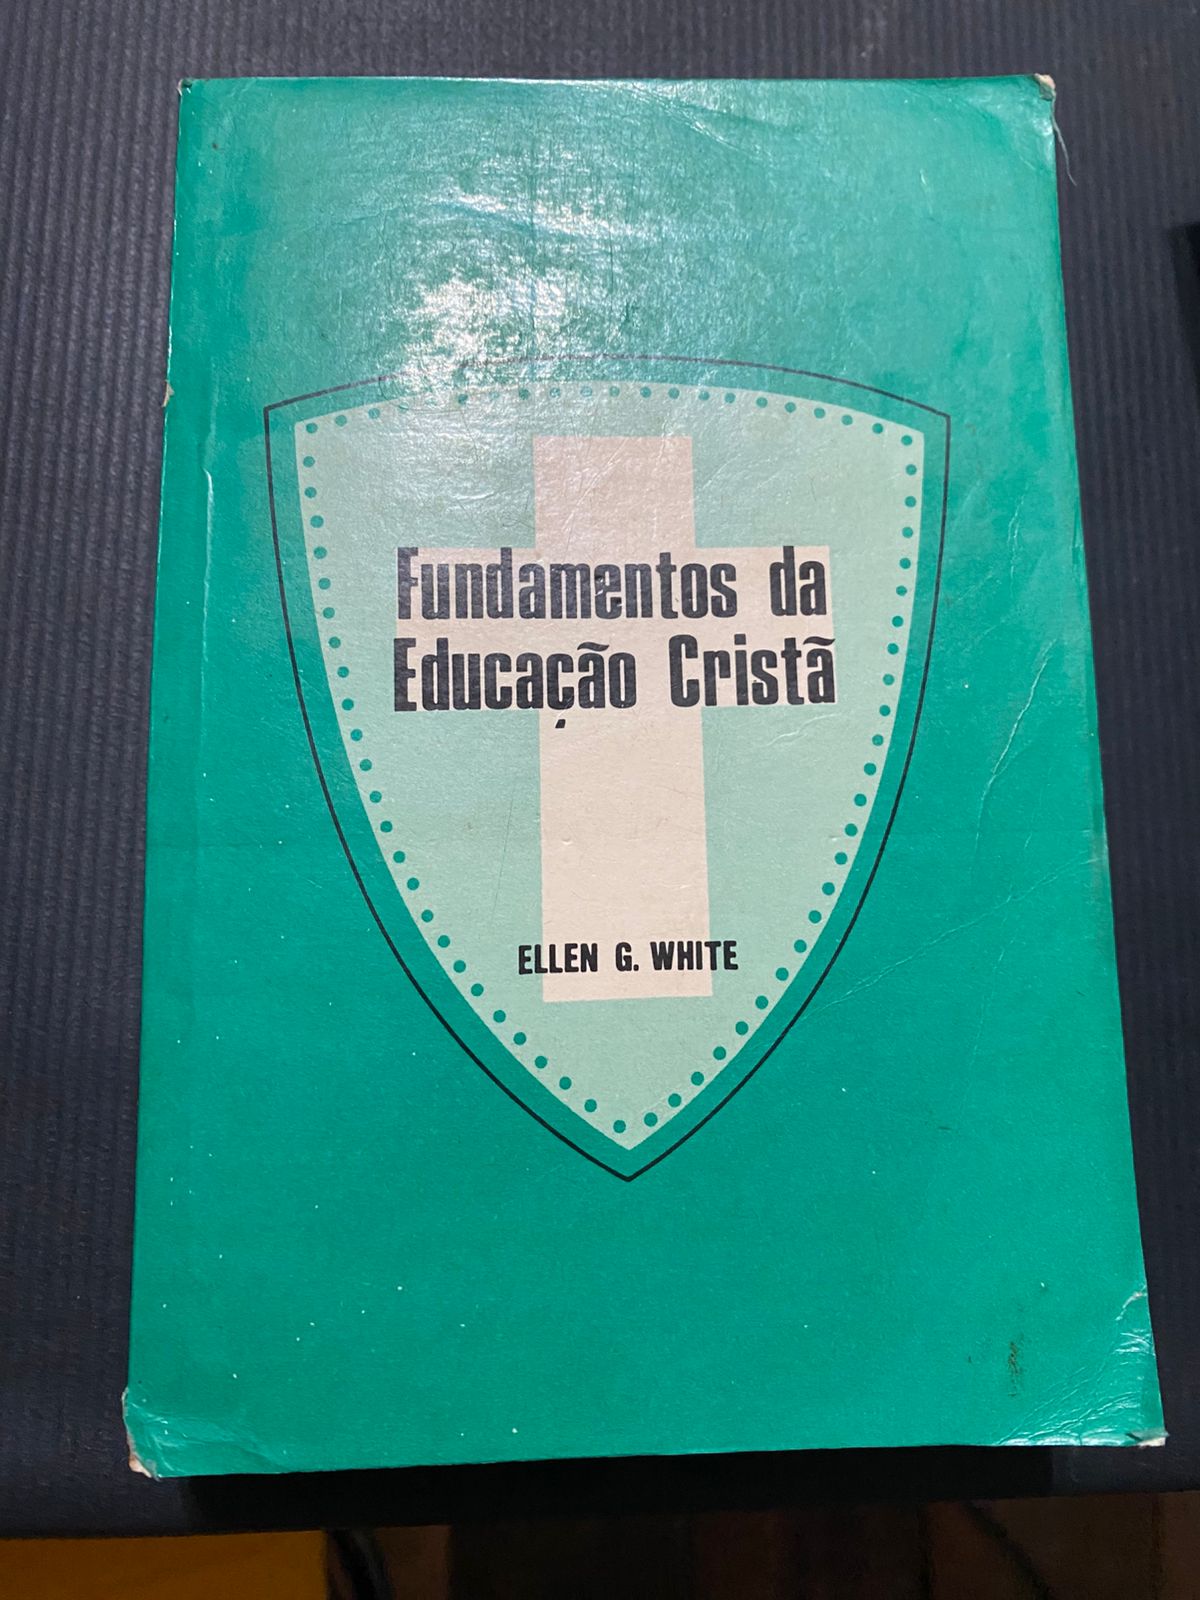 Fundamentos da
Educação Cristã
ELLEN G. WHITE